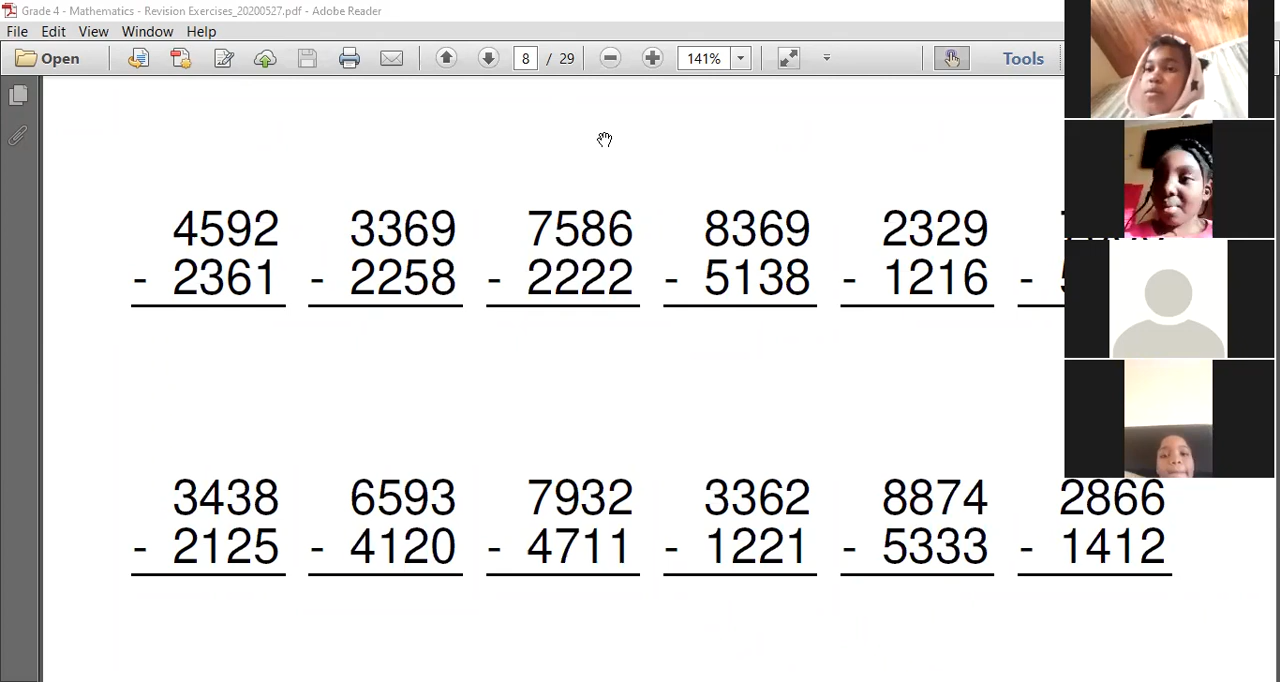 Grade 4 - Mathematics - Revision Exercises_20200527.pdf - Adobe Reader
File Edit View Window Help
Open 8 / 29 141% Tools
4592 3369 7586 8369 2329
- 2361 - 2258 - 2222 - 5138 - 1216 -
3438 6593 7932 3362 8874 2866
- 2125 - 4120 - 4711 - 1221 - 5333 - 1412